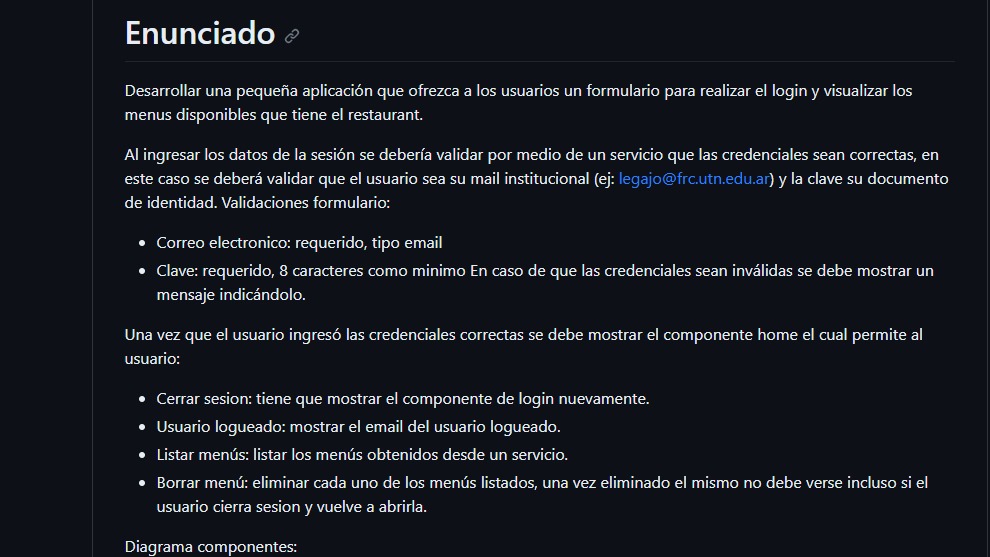 Enunciado
Desarrollar una pequeña aplicación que ofrezca a los usuarios un formulario para realizar el login y visualizar los
menus disponibles que tiene el restaurant.
Al ingresar los datos de la sesión se debería validar por medio de un servicio que las credenciales sean correctas, en
este caso se deberá validar que el usuario sea su mail institucional (ej: legajo@frc.utn.edu.ar) y la clave su documento
de identidad. Validaciones formulario:
• Correo electronico: requerido, tipo email
• Clave: requerido, 8 caracteres como minimo En caso de que las credenciales sean inválidas se debe mostrar un
mensaje indicándolo.
Una vez que el usuario ingresó las credenciales correctas se debe mostrar el componente home el cual permite al
usuario:
• Cerrar sesion: tiene que mostrar el componente de login nuevamente.
• Usuario logueado: mostrar el email del usuario logueado.
• Listar menús: listar los menús obtenidos desde un servicio.
• Borrar menú: eliminar cada uno de los menús listados, una vez eliminado el mismo no debe verse incluso si el
usuario cierra sesion y vuelve a abrirla.
Diagrama componentes: